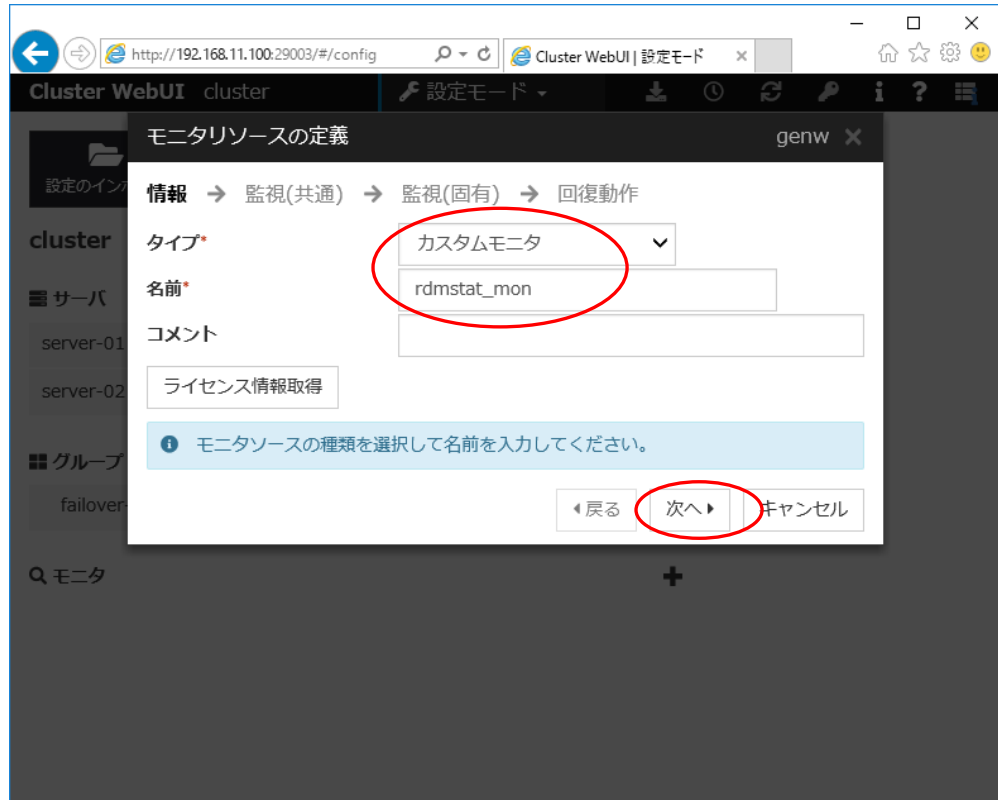 http://192.168.11.100:29003/#/config
Cluster WebUI | 設定モード
Cluster WebUI cluster 設定モード
モニタリソースの定義 genw
設定のインポ
情報 → 監視(共通) → 監視(固有) → 回復動作
cluster
タイプ* カスタムモニタ
名前* rdmstat_mon
サーバ
コメント
server-01
ライセンス情報取得
server-02
モニタソースの種類を選択して名前を入力してください。
グループ
failover-
戻る 次へ キャンセル
モニタ